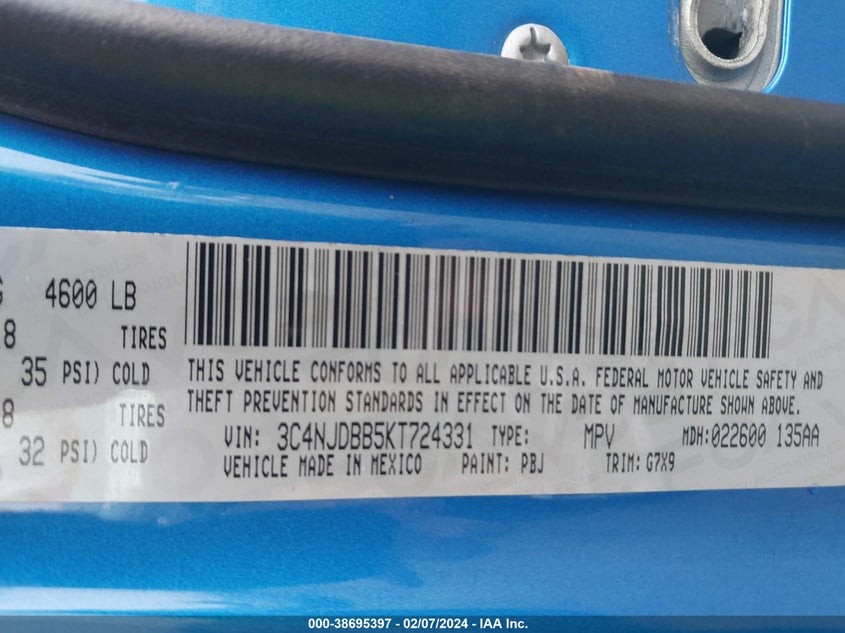 4600 LB
8 TIRES
35 PSI) COLD
8 TIRES
32 PSI) COLD
THIS VEHICLE CONFORMS TO ALL APPLICABLE U.S.A. FEDERAL MOTOR VEHICLE SAFETY AND
THEFT PREVENTION STANDARDS IN EFFECT ON THE DATE OF MANUFACTURE SHOWN ABOVE.
VIN: 3C4NJDBB5KT724331 TYPE: MPV MDH:022600 135AA
VEHICLE MADE IN MEXICO PAINT: PBJ TRIM: G7X9
000-38695397 - 02/07/2024 - IAA Inc.